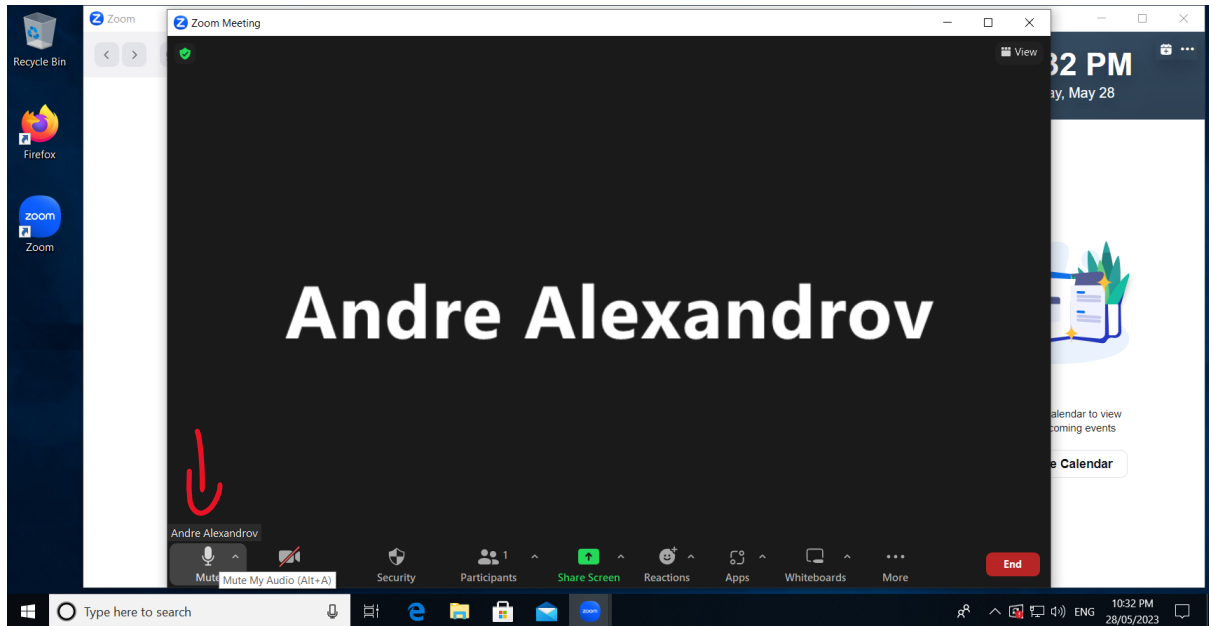 Recycle Bin
Firefox
zoom
Zoom
Zoom
Zoom Meeting
View
32 PM
May 28
Andre Alexandrov
alendar to view
coming events
Calendar
Andre Alexandrov
Mute
Mute My Audio (Alt+A)
Security
1
Participants
Share Screen
Reactions
Apps
Whiteboards
More
End
Type here to search
zoom
ENG
10:32 PM
28/05/2023